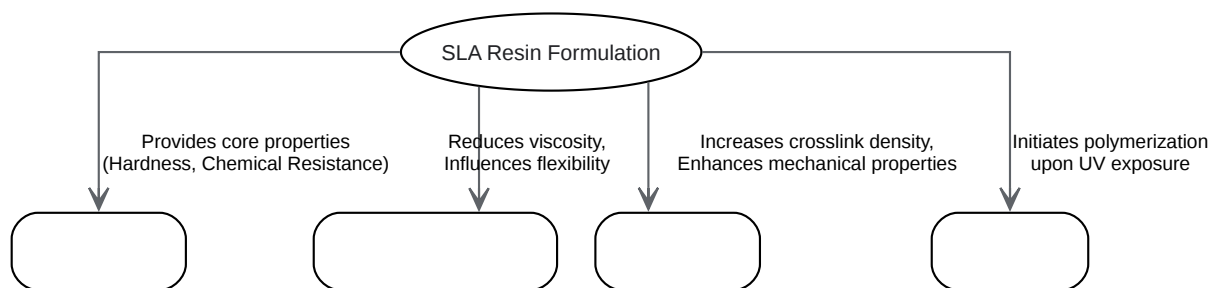 SLA Resin Formulation
Provides core properties
(Hardness, Chemical Resistance)
Reduces viscosity,
Influences flexibility
Increases crosslink density,
Enhances mechanical properties
Initiates polymerization
upon UV exposure